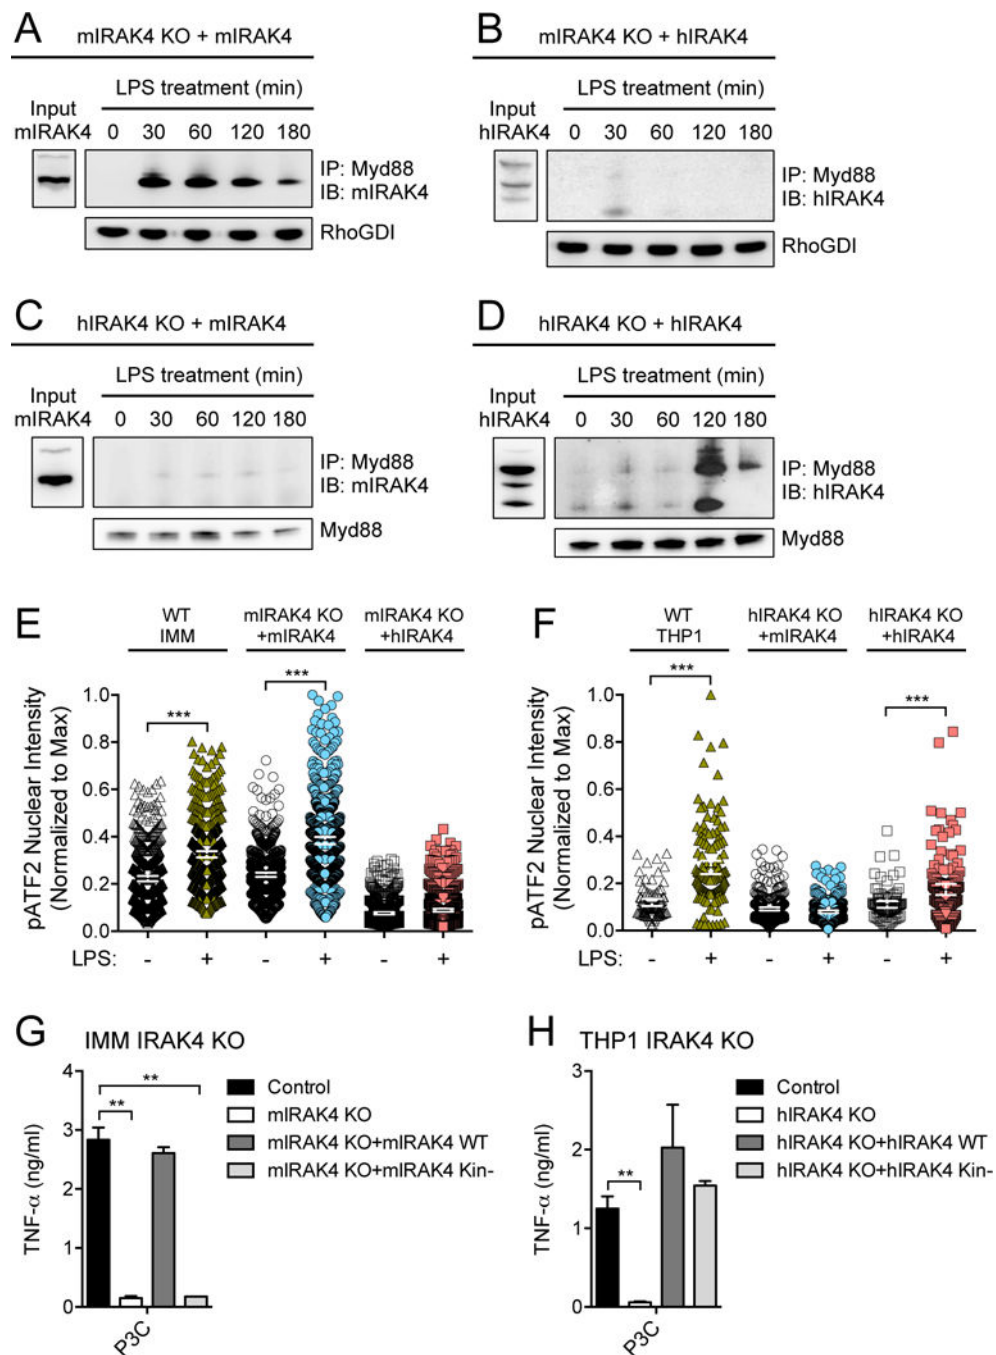 A
mIRAK4 KO + mIRAK4
LPS treatment (min)
Input
mIRAK4
0 30 60 120 180
IP: Myd88
IB: mIRAK4
RhoGDI
B
mIRAK4 KO + hIRAK4
LPS treatment (min)
Input
hIRAK4
0 30 60 120 180
IP: Myd88
IB: hIRAK4
RhoGDI
C
hIRAK4 KO + mIRAK4
LPS treatment (min)
Input
mIRAK4
0 30 60 120 180
IP: Myd88
IB: mIRAK4
Myd88
D
hIRAK4 KO + hIRAK4
LPS treatment (min)
Input
hIRAK4
0 30 60 120 180
IP: Myd88
IB: hIRAK4
Myd88
E
WT
IMM
mIRAK4 KO
+mIRAK4
mIRAK4 KO
+hIRAK4
pATF2 Nuclear Intensity
(Normalized to Max)
1.0
0.8
0.6
0.4
0.2
0.0
***
***
LPS: - + - + - +
F
WT
THP1
hIRAK4 KO
+mIRAK4
hIRAK4 KO
+hIRAK4
pATF2 Nuclear Intensity
(Normalized to Max)
1.0
0.8
0.6
0.4
0.2
0.0
***
***
LPS: - + - + - +
G
IMM IRAK4 KO
TNF-α (ng/ml)
4
3
2
1
0
**
**
P3C
Control
mIRAK4 KO
mIRAK4 KO+mIRAK4 WT
mIRAK4 KO+mIRAK4 Kin-
H
THP1 IRAK4 KO
TNF-α (ng/ml)
3
2
1
0
**
P3C
Control
hIRAK4 KO
hIRAK4 KO+hIRAK4 WT
hIRAK4 KO+hIRAK4 Kin-